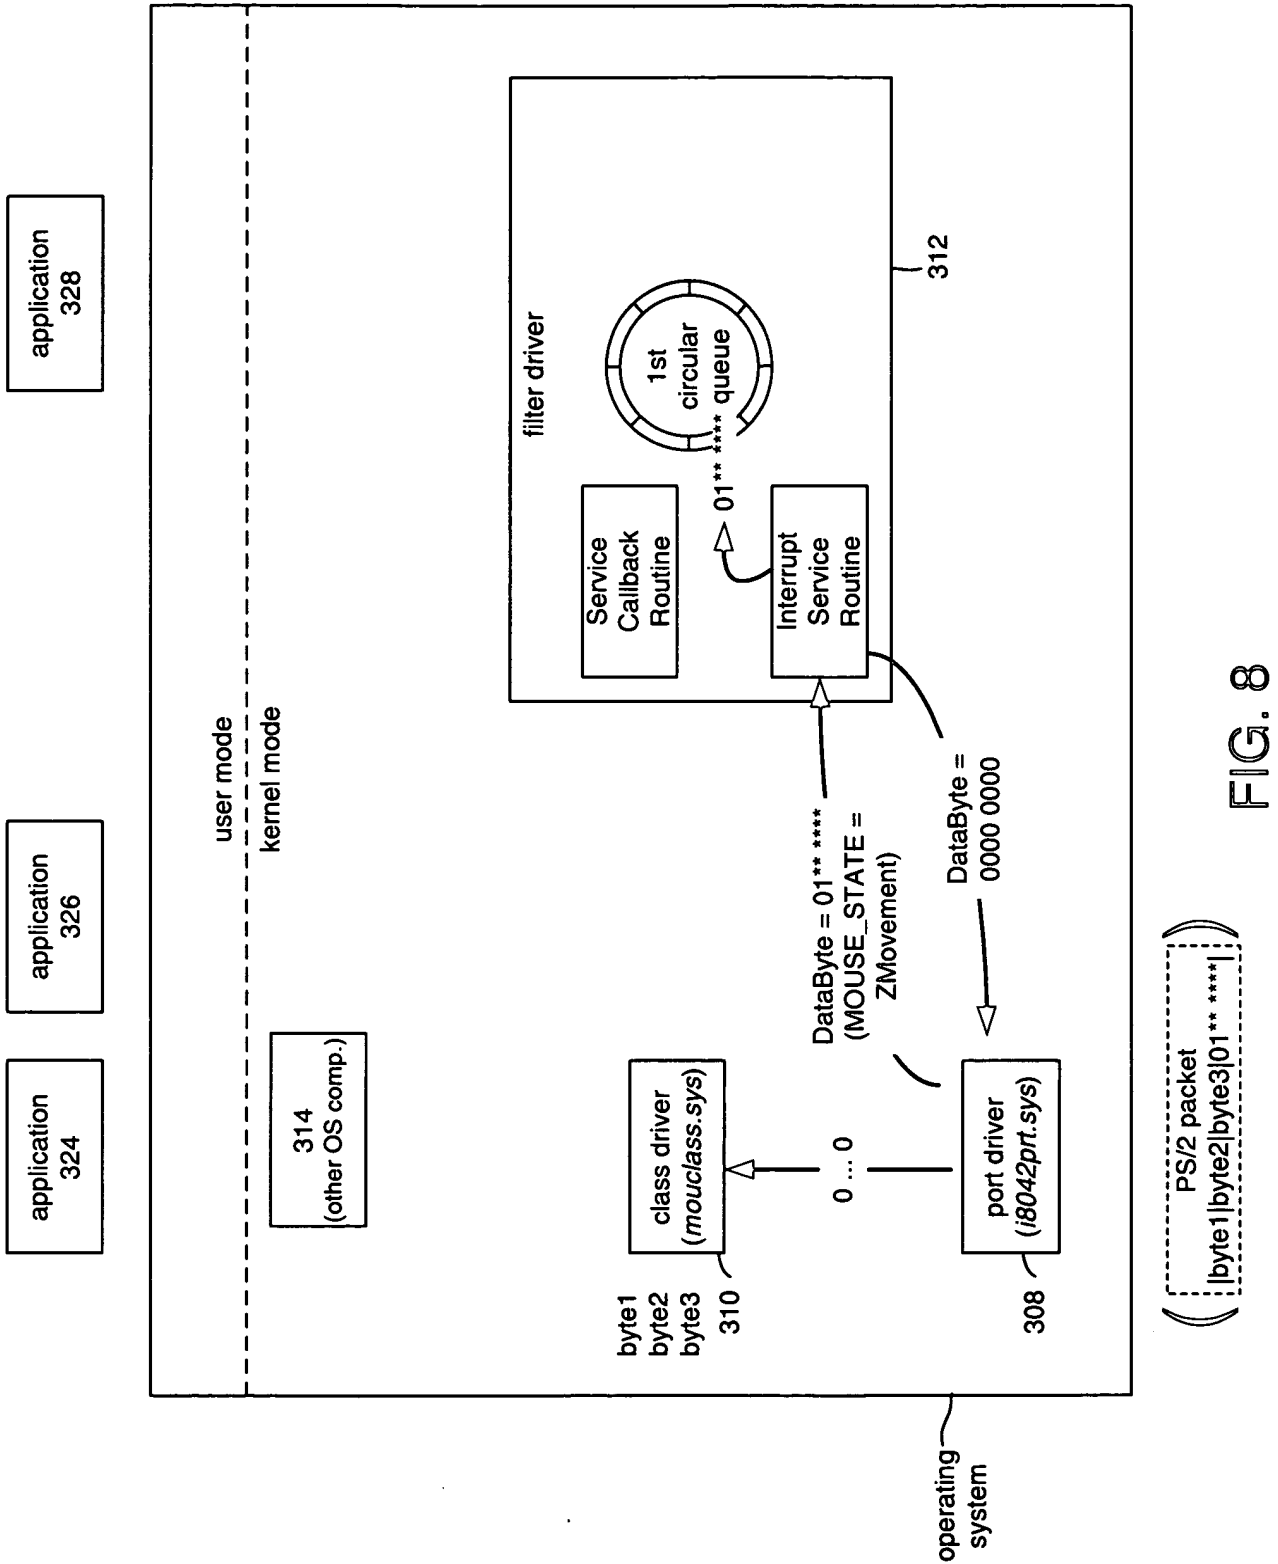 application
324
application
326
application
328
user mode
kernel mode
314
(other OS comp.)
filter driver
Service
Callback
Routine
1st
circular
queue
01** ****
Interrupt
Service
Routine
312
byte1
byte2
byte3
310
class driver
(mouclass.sys)
0 ... 0
DataByte = 01** ****
(MOUSE_STATE =
ZMovement)
DataByte =
0000 0000
port driver
(i8042prt.sys)
308
operating
system
PS/2 packet
|byte1|byte2|byte3|01** ****|
FIG. 8